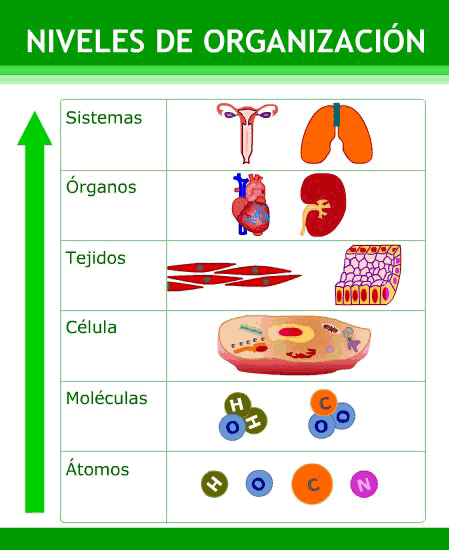 NIVELES DE ORGANIZACIÓN
Sistemas
Órganos
Tejidos
Célula
Moléculas
H
H
O
C
O
O
Átomos
H
O
C
N